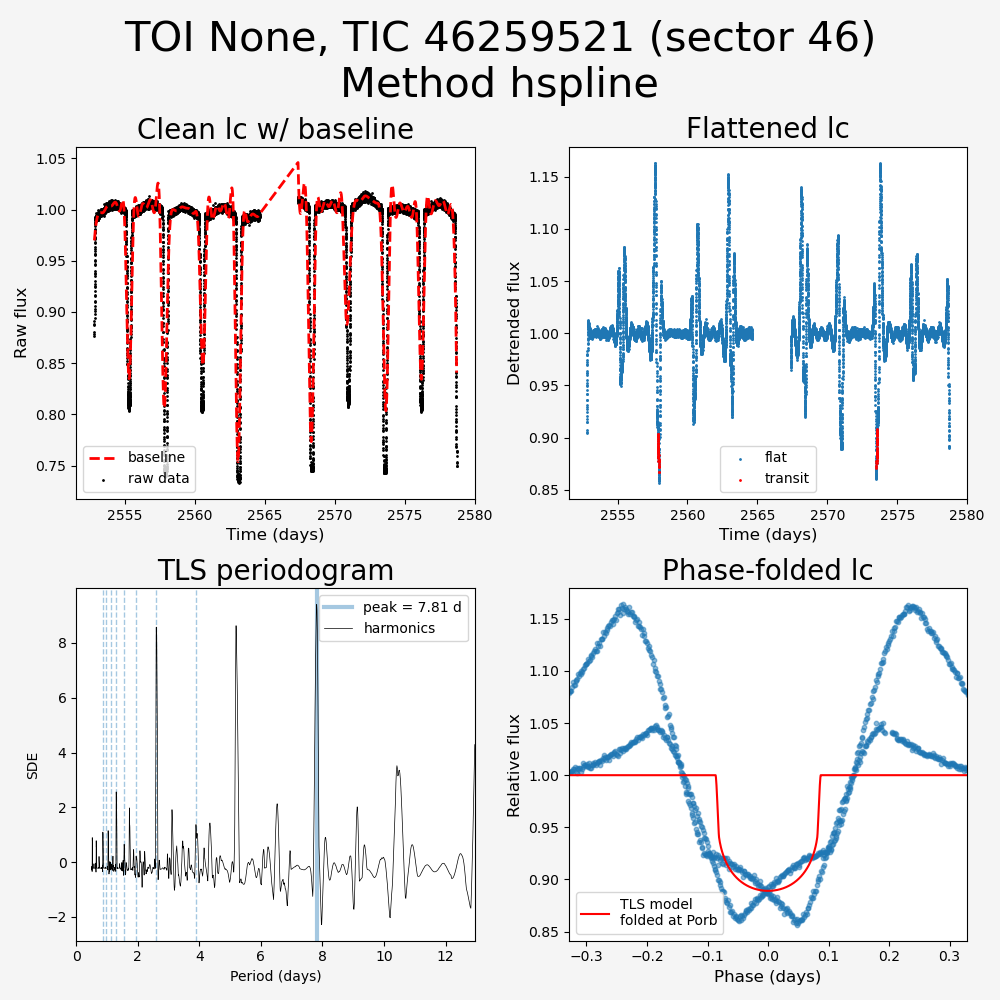 TOI None, TIC 46259521 (sector 46)
Method hspline
Clean lc w/ baseline
Flattened lc
1.05
1.00
0.95
0.90
0.85
0.80
0.75
Raw flux
baseline
raw data
2555
2560
2565
2570
2575
2580
Time (days)
1.15
1.10
1.05
1.00
0.95
0.90
0.85
Detrended flux
flat
transit
2555
2560
2565
2570
2575
2580
Time (days)
TLS periodogram
Phase-folded lc
8
6
4
2
0
−2
SDE
peak = 7.81 d
harmonics
0
2
4
6
8
10
12
Period (days)
1.15
1.10
1.05
1.00
0.95
0.90
0.85
Relative flux
TLS model
folded at Porb
−0.3
−0.2
−0.1
0.0
0.1
0.2
0.3
Phase (days)